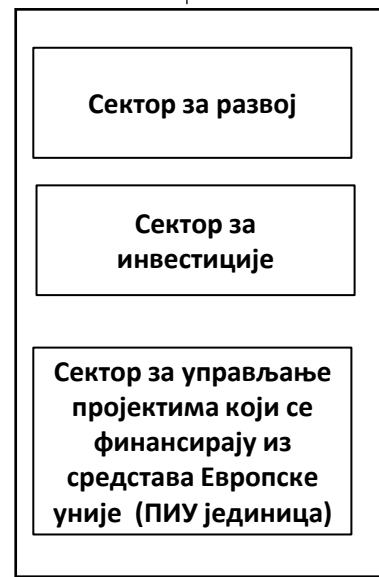 Сектор за развој
Сектор за
инвестиције
Сектор за управљање
пројектима који се
финансирају из
средстава Европске
уније (ПИУ јединица)